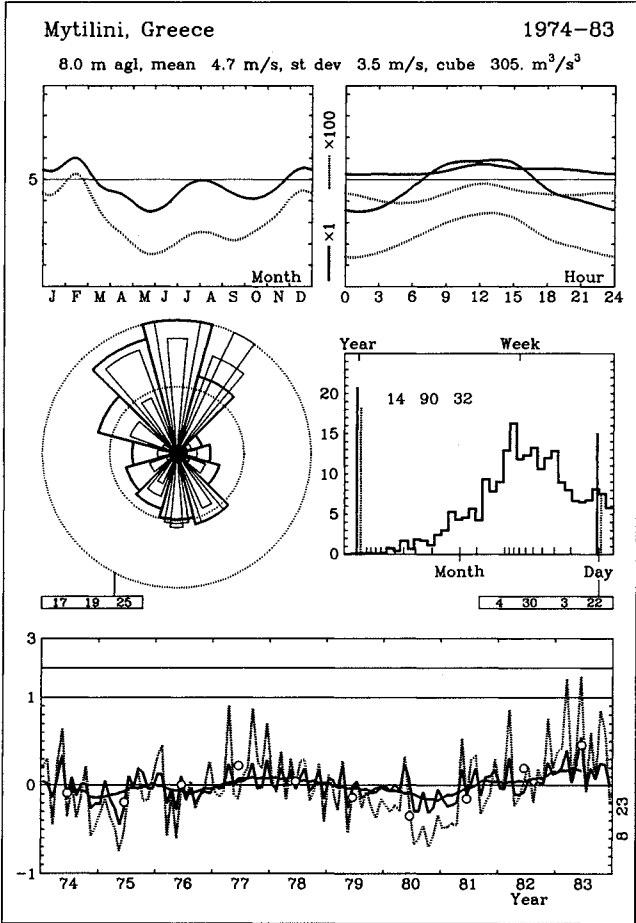 Mytilini, Greece 1974–83
8.0 m agl, mean 4.7 m/s, st dev 3.5 m/s, cube 305. m³/s³
5
Month
J F M A M J J A S O N D
×1 ×100
Hour
0 3 6 9 12 15 18 21 24
Year Week
14 90 32
20
15
10
5
0
Month Day
17 19 25
4 30 3 22
3
1
0
-1
74 75 76 77 78 79 80 81 82 83
Year
8 23